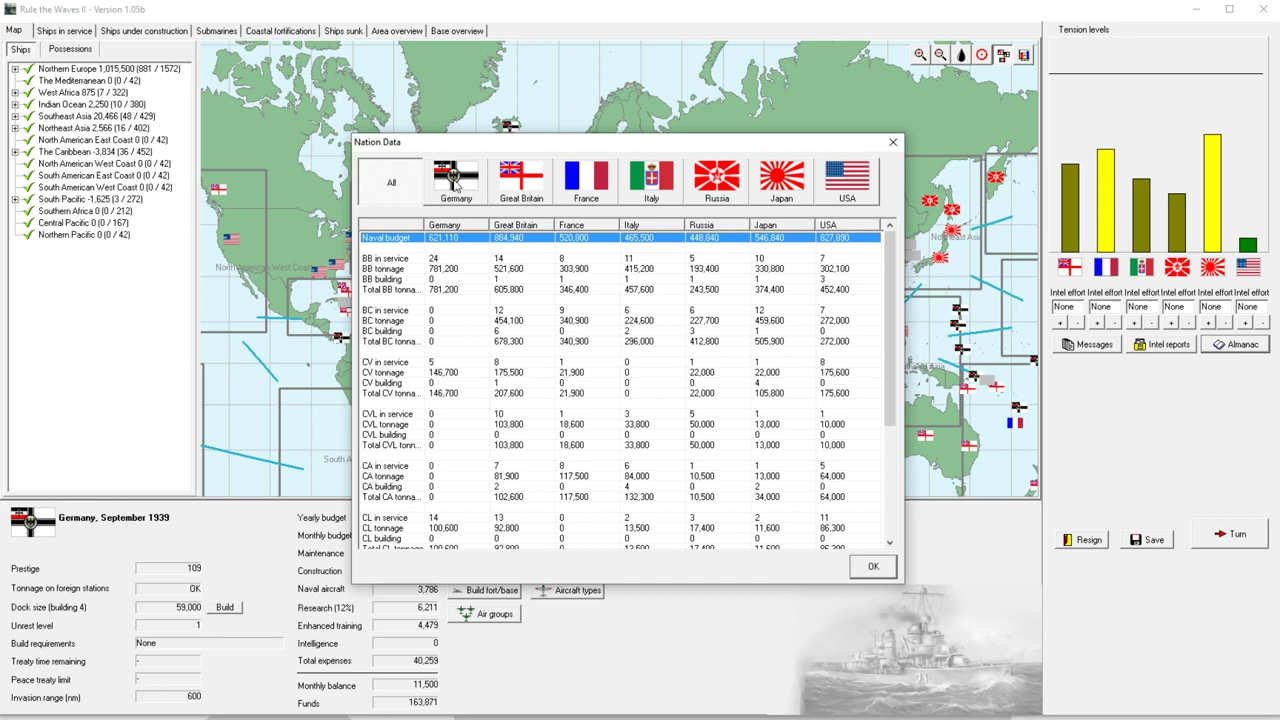 Rule the Waves II - Version 1.05b
Map Ships in service Ships under construction Submarines Coastal fortifications Ships sunk Area overview Base overview
Ships Possessions
Northern Europe 1,015,500 (881 / 1572)
The Mediterranean 0 (0 / 42)
West Africa 875 (7 / 322)
Indian Ocean 2,250 (10 / 380)
Southeast Asia 20,466 (48 / 429)
Northeast Asia 2,566 (16 / 402)
North American East Coast 0 (0 / 42)
The Caribbean -3,834 (36 / 452)
North American West Coast 0 (0 / 42)
South American East Coast 0 (0 / 42)
South American West Coast 0 (0 / 42)
South Pacific -1,625 (3 / 272)
Southern Africa 0 (0 / 212)
Central Pacific 0 (0 / 167)
Northern Pacific 0 (0 / 42)
North American West Coast
South A
Northeast Asia
Nation Data
All Germany Great Britain France Italy Russia Japan USA
Germany Great Britain France Italy Russia Japan USA
Naval budget 621,110 884,940 520,800 465,500 448,840 546,840 827,890
BB in service 24 14 8 11 5 10 7
BB tonnage 781,200 521,600 303,900 415,200 193,400 330,800 302,100
BB building 0 1 1 1 1 1 3
Total BB tonna... 781,200 605,800 346,400 457,600 243,500 374,400 452,400
BC in service 0 12 9 6 6 12 7
BC tonnage 0 454,100 340,900 224,600 227,700 459,600 272,000
BC building 0 6 0 2 3 1 0
Total BC tonna... 0 678,300 340,900 296,000 412,800 505,900 272,000
CV in service 5 8 1 0 1 1 8
CV tonnage 146,700 175,500 21,900 0 22,000 22,000 175,600
CV building 0 1 0 0 0 4 0
Total CV tonna... 146,700 207,600 21,900 0 22,000 105,800 175,600
CVL in service 0 10 1 3 5 1 1
CVL tonnage 0 103,800 18,600 33,800 50,000 13,000 10,000
CVL building 0 0 0 0 0 0 0
Total CVL tonn... 0 103,800 18,600 33,800 50,000 13,000 10,000
CA in service 0 7 8 6 1 1 5
CA tonnage 0 81,900 117,500 84,000 10,500 13,000 64,000
CA building 0 2 0 4 0 2 0
Total CA tonna... 0 102,600 117,500 132,300 10,500 34,000 64,000
CL in service 14 13 0 2 3 2 11
CL tonnage 100,600 92,800 0 13,500 17,400 11,600 86,300
CL building 0 0 0 0 0 0 0
OK
Tension levels
Intel effort Intel effort Intel effort Intel effort Intel effort Intel effort
None None None None None None
+ - + - + - + - + - + -
Messages Intel reports Almanac
Resign Save Turn
Germany, September 1939
Prestige 109
Tonnage on foreign stations OK
Dock size (building 4) 59,000 Build
Unrest level 1
Build requirements None
Treaty time remaining -
Peace treaty limit -
Invasion range (nm) 600
Yearly budget
Monthly budg
Maintenance
Construction
Naval aircraft 3,786
Research (12%) 6,211
Enhanced training 4,479
Intelligence 0
Total expenses 40,259
Monthly balance 11,500
Funds 163,871
Build fort/base Aircraft types
Air groups